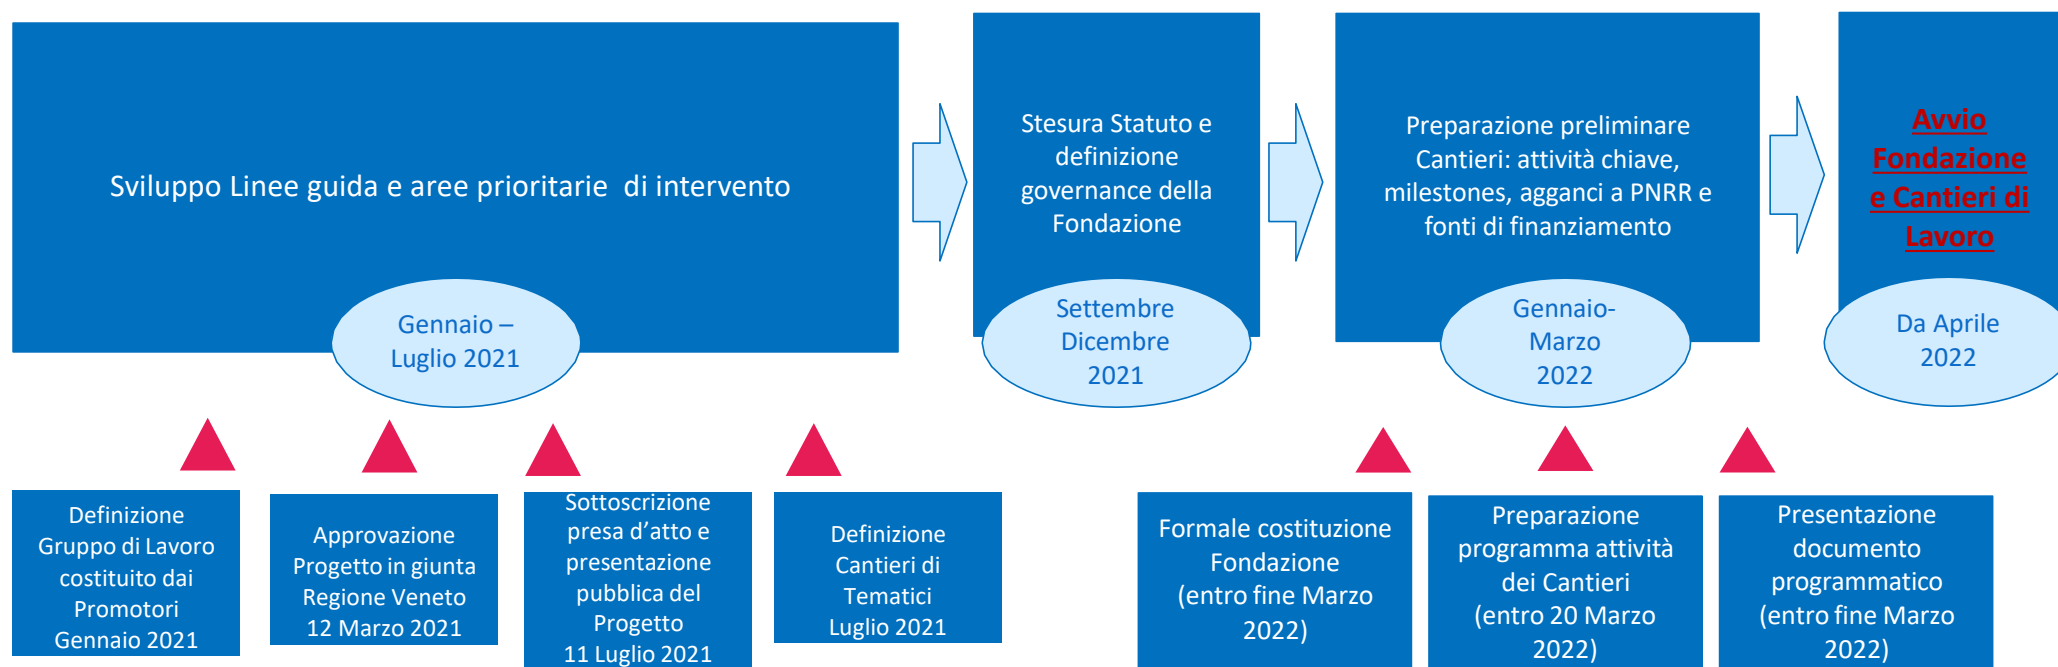 Sviluppo Linee guida e aree prioritarie  di intervento
Gennaio –
Luglio 2021
Stesura Statuto e
definizione
governance della
Fondazione
Settembre
Dicembre
2021
Preparazione preliminare
Cantieri: attività chiave,
milestones, agganci a PNRR e
fonti di finanziamento
Gennaio-
Marzo
2022
Avvio
Fondazione
e Cantieri di
Lavoro
Da Aprile
2022
Definizione
Gruppo di Lavoro
costituito dai
Promotori
Gennaio 2021
Approvazione
Progetto in giunta
Regione Veneto
12 Marzo 2021
Sottoscrizione
presa d’atto e
presentazione
pubblica del
Progetto
11 Luglio 2021
Definizione
Cantieri di
Tematici
Luglio 2021
Formale costituzione
Fondazione
(entro fine Marzo
2022)
Preparazione
programma attività
dei Cantieri
(entro 20 Marzo
2022)
Presentazione
documento
programmatico
(entro fine Marzo
2022)